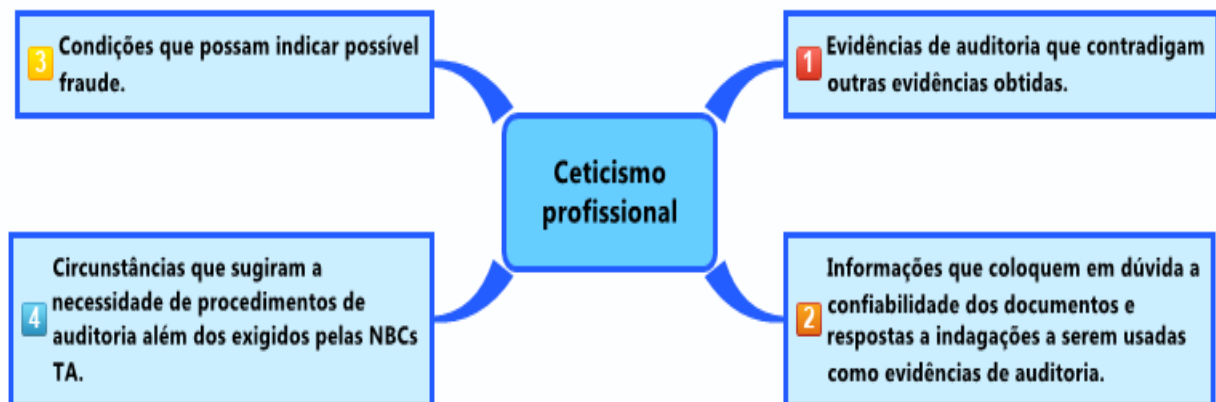 Ceticismo
profissional
1
Evidências de auditoria que contradigam
outras evidências obtidas.
2
Informações que coloquem em dúvida a
confiabilidade dos documentos e
respostas a indagações a serem usadas
como evidências de auditoria.
3
Condições que possam indicar possível
fraude.
4
Circunstâncias que sugiram a
necessidade de procedimentos de
auditoria além dos exigidos pelas NBCs
TA.